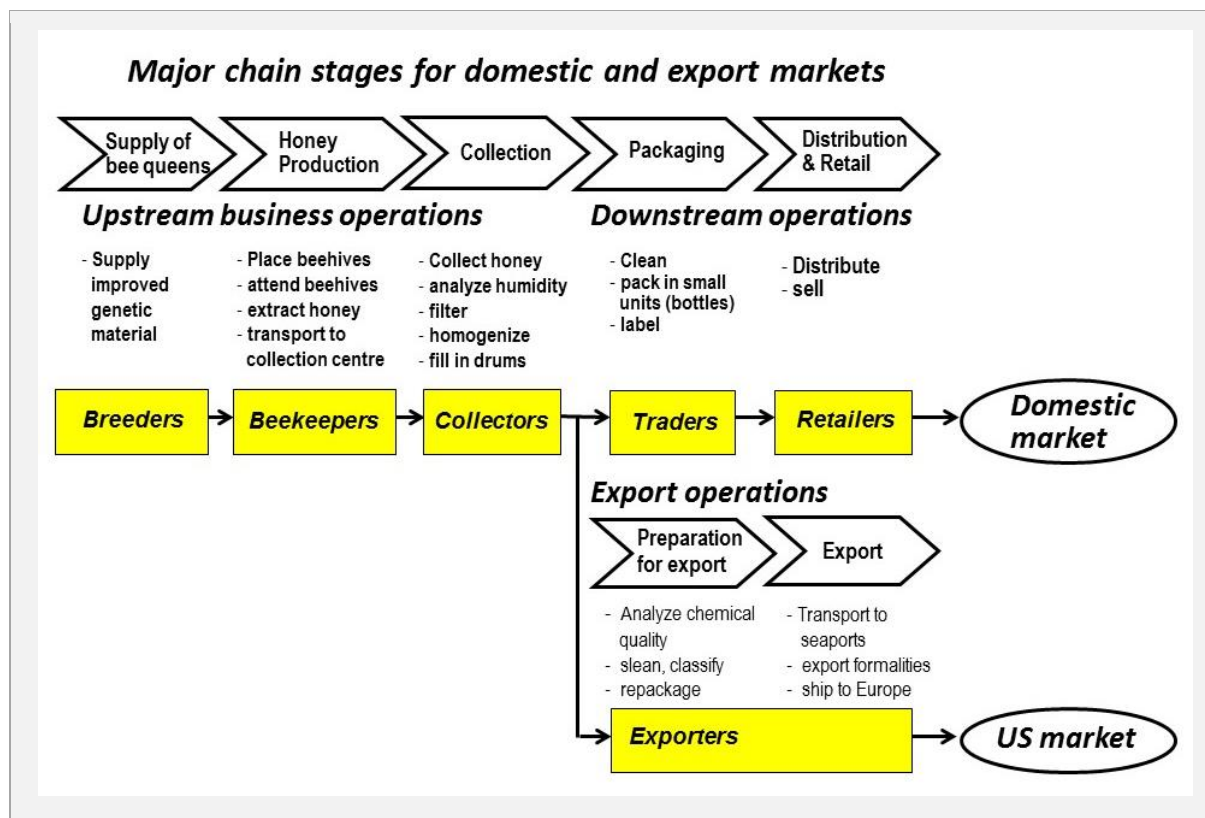 Major chain stages for domestic and export markets
Supply of
bee queens
Honey
Production
Collection
Packaging
Distribution
& Retail
Upstream business operations
Downstream operations
- Supply
improved
genetic
material
- Place beehives
- attend beehives
- extract honey
- transport to
collection centre
- Collect honey
- analyze humidity
- filter
- homogenize
- fill in drums
- Clean
- pack in small
units (bottles)
- label
- Distribute
- sell
Breeders
Beekeepers
Collectors
Traders
Retailers
Domestic
market
Export operations
Preparation
for export
Export
- Analyze chemical
quality
- slean, classify
- repackage
- Transport to
seaports
- export formalities
- ship to Europe
Exporters
US market